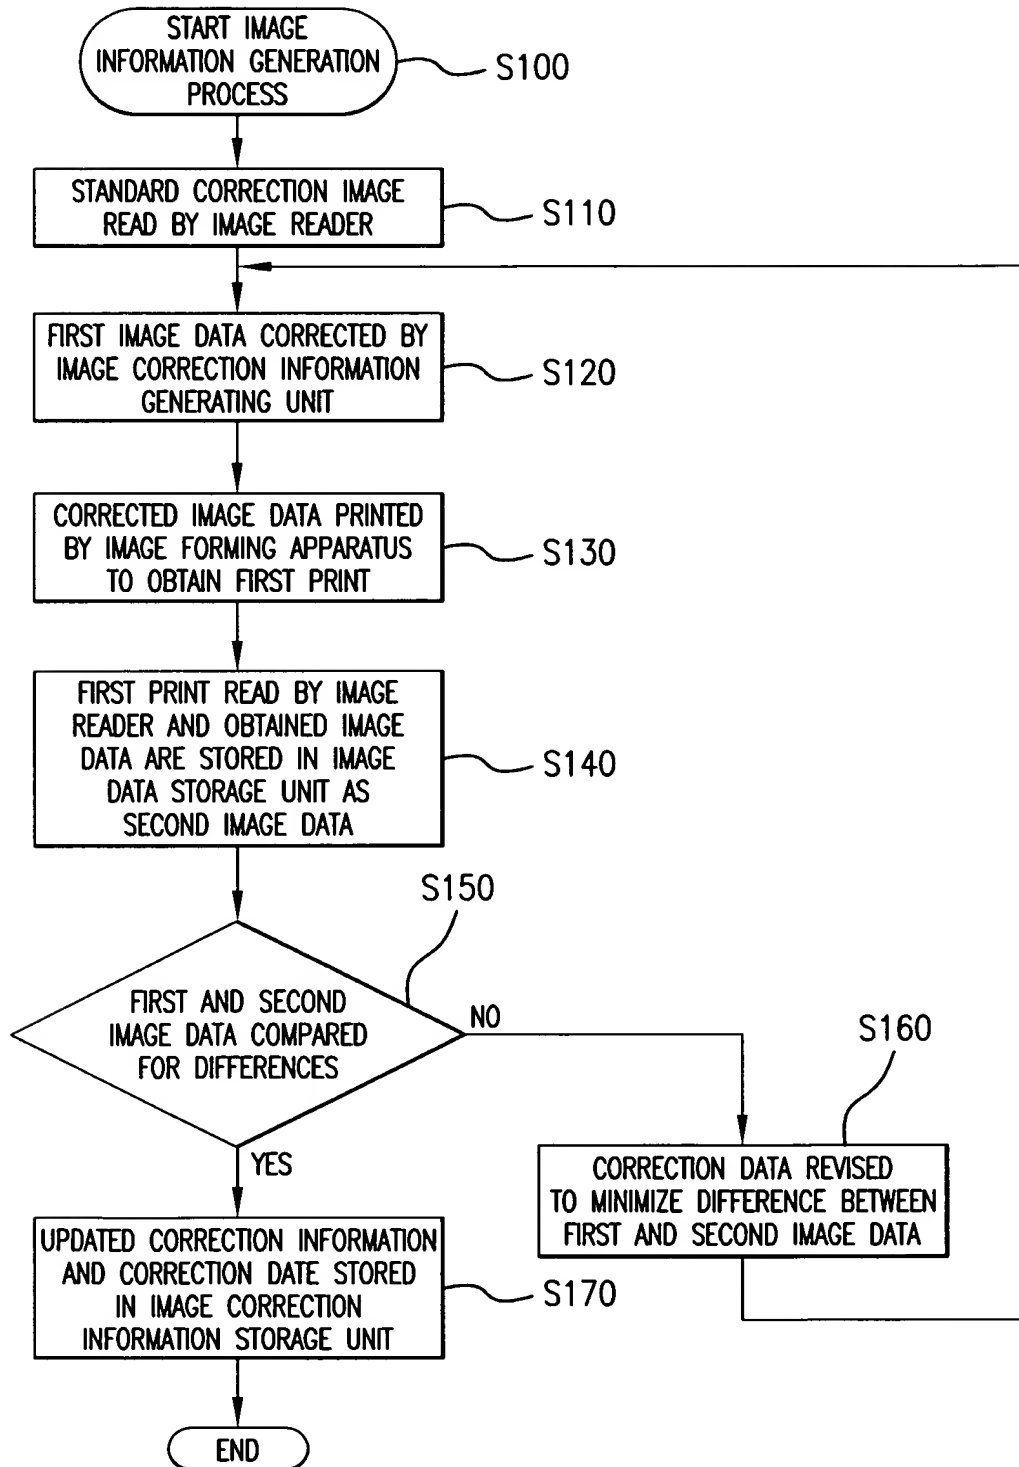 START IMAGE
INFORMATION GENERATION
PROCESS
S100
STANDARD CORRECTION IMAGE
READ BY IMAGE READER
S110
FIRST IMAGE DATA CORRECTED BY
IMAGE CORRECTION INFORMATION
GENERATING UNIT
S120
CORRECTED IMAGE DATA PRINTED
BY IMAGE FORMING APPARATUS
TO OBTAIN FIRST PRINT
S130
FIRST PRINT READ BY IMAGE
READER AND OBTAINED IMAGE
DATA ARE STORED IN IMAGE
DATA STORAGE UNIT AS
SECOND IMAGE DATA
S140
S150
FIRST AND SECOND
IMAGE DATA COMPARED
FOR DIFFERENCES
NO
YES
S160
CORRECTION DATA REVISED
TO MINIMIZE DIFFERENCE BETWEEN
FIRST AND SECOND IMAGE DATA
UPDATED CORRECTION INFORMATION
AND CORRECTION DATE STORED
IN IMAGE CORRECTION
INFORMATION STORAGE UNIT
S170
END